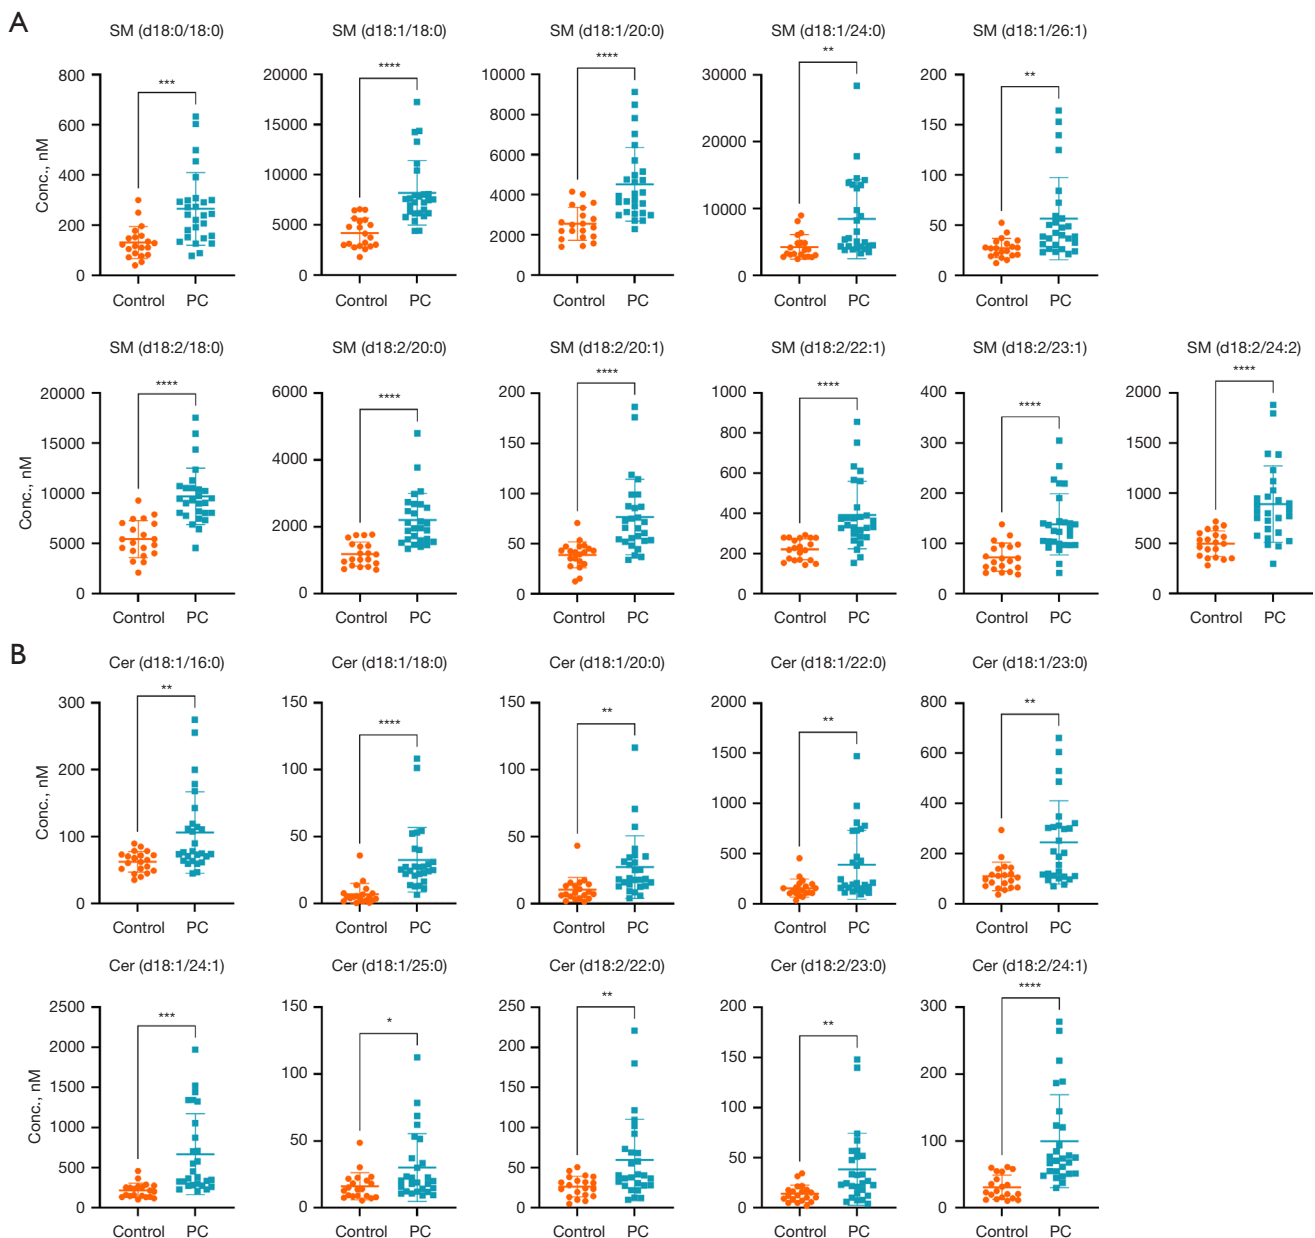 A
SM (d18:0/18:0) SM (d18:1/18:0) SM (d18:1/20:0) SM (d18:1/24:0) SM (d18:1/26:1)
Conc., nM
800 600 400 200 0
***
Control PC
20000 15000 10000 5000 0
****
Control PC
10000 8000 6000 4000 2000 0
****
Control PC
30000 20000 10000 0
**
Control PC
200 150 100 50 0
**
Control PC
SM (d18:2/18:0) SM (d18:2/20:0) SM (d18:2/20:1) SM (d18:2/22:1) SM (d18:2/23:1) SM (d18:2/24:2)
Conc., nM
20000 15000 10000 5000 0
****
Control PC
6000 4000 2000 0
****
Control PC
200 150 100 50 0
****
Control PC
1000 800 600 400 200 0
****
Control PC
400 300 200 100 0
****
Control PC
2000 1500 1000 500 0
****
Control PC
B
Cer (d18:1/16:0) Cer (d18:1/18:0) Cer (d18:1/20:0) Cer (d18:1/22:0) Cer (d18:1/23:0)
Conc., nM
300 200 100 0
**
Control PC
150 100 50 0
****
Control PC
150 100 50 0
**
Control PC
2000 1500 1000 500 0
**
Control PC
800 600 400 200 0
**
Control PC
Cer (d18:1/24:1) Cer (d18:1/25:0) Cer (d18:2/22:0) Cer (d18:2/23:0) Cer (d18:2/24:1)
Conc., nM
2500 2000 1500 1000 500 0
***
Control PC
150 100 50 0
*
Control PC
250 200 150 100 50 0
**
Control PC
200 150 100 50 0
**
Control PC
300 200 100 0
****
Control PC